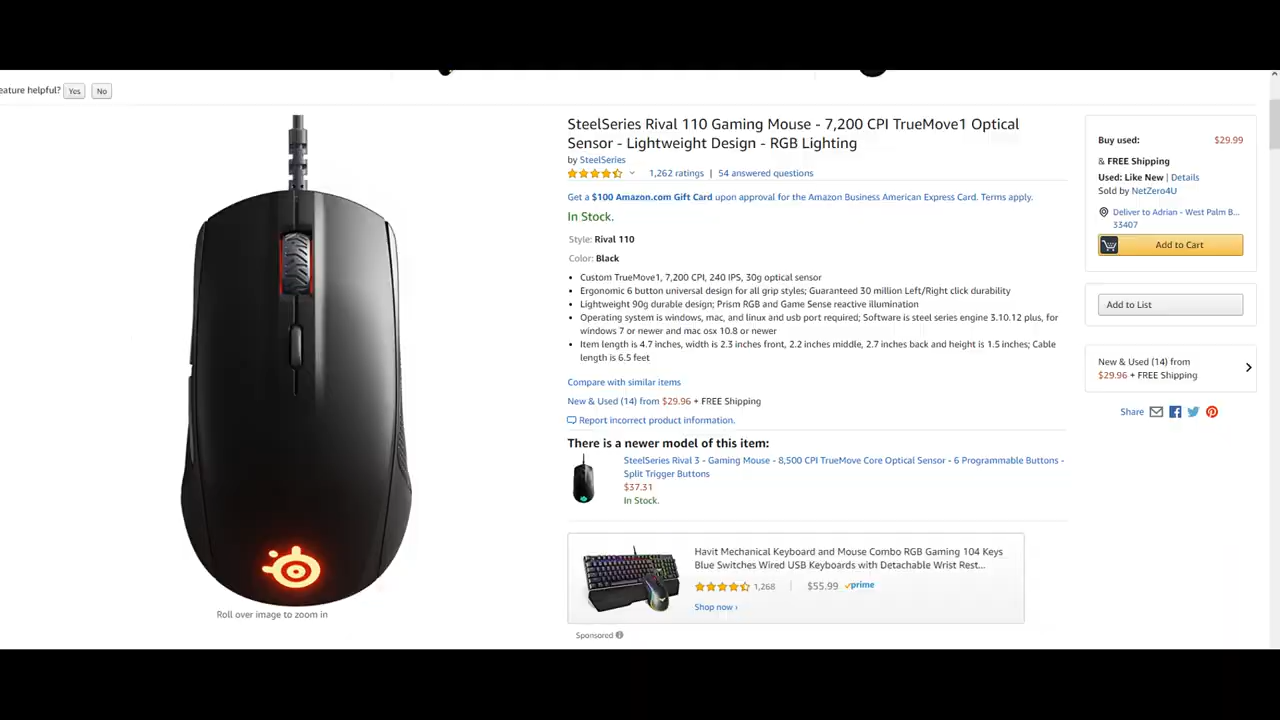 eature helpful? Yes No
SteelSeries Rival 110 Gaming Mouse - 7,200 CPI TrueMove1 Optical
Sensor - Lightweight Design - RGB Lighting
by SteelSeries
1,262 ratings | 54 answered questions
Get a $100 Amazon.com Gift Card upon approval for the Amazon Business American Express Card. Terms apply.
In Stock.
Style: Rival 110
Color: Black
Custom TrueMove1, 7,200 CPI, 240 IPS, 30g optical sensor
Ergonomic 6 button universal design for all grip styles; Guaranteed 30 million Left/Right click durability
Lightweight 90g durable design; Prism RGB and Game Sense reactive illumination
Operating system is windows, mac, and linux and usb port required; Software is steel series engine 3.10.12 plus, for
windows 7 or newer and mac osx 10.8 or newer
Item length is 4.7 inches, width is 2.3 inches front, 2.2 inches middle, 2.7 inches back and height is 1.5 inches; Cable
length is 6.5 feet
Compare with similar items
New & Used (14) from $29.96 + FREE Shipping
Report incorrect product information.
There is a newer model of this item:
SteelSeries Rival 3 - Gaming Mouse - 8,500 CPI TrueMove Core Optical Sensor - 6 Programmable Buttons -
Split Trigger Buttons
$37.31
In Stock.
Havit Mechanical Keyboard and Mouse Combo RGB Gaming 104 Keys
Blue Switches Wired USB Keyboards with Detachable Wrist Rest...
1,268 | $55.99 prime
Shop now ›
Sponsored
Roll over image to zoom in
Buy used: $29.99
& FREE Shipping
Used: Like New | Details
Sold by NetZero4U
Deliver to Adrian - West Palm B...
33407
Add to Cart
Add to List
New & Used (14) from
$29.96 + FREE Shipping
Share